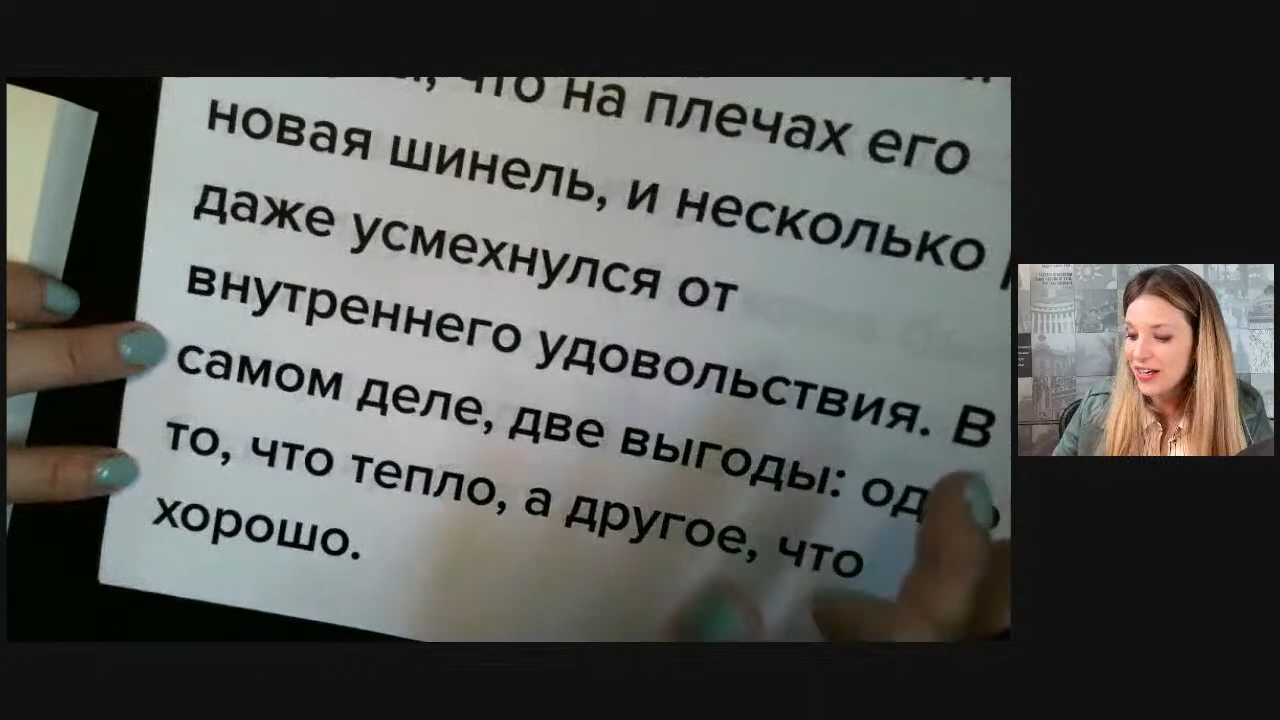 что на плечах его
новая шинель, и несколько
даже усмехнулся от
внутреннего удовольствия. В
самом деле, две выгоды:
то, что тепло, а другое, что
хорошо.